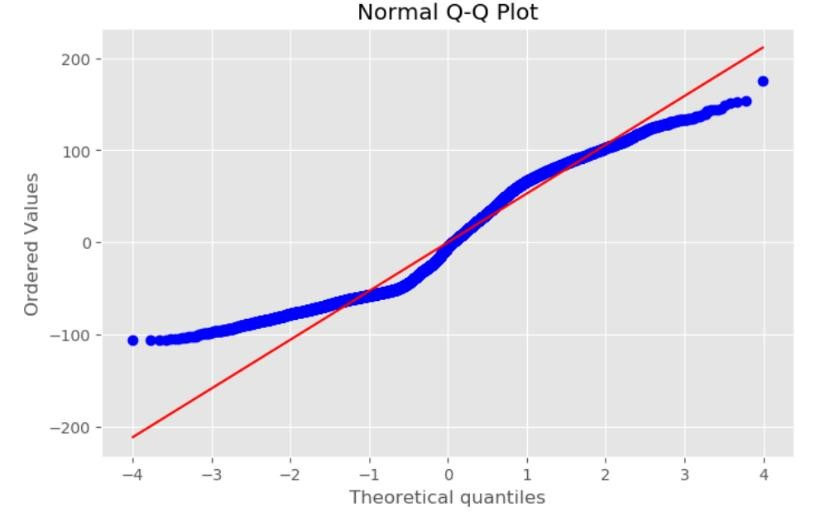 Normal Q-Q Plot
200
100
0
−100
−200
Ordered Values
−4 −3 −2 −1 0 1 2 3 4
Theoretical quantiles